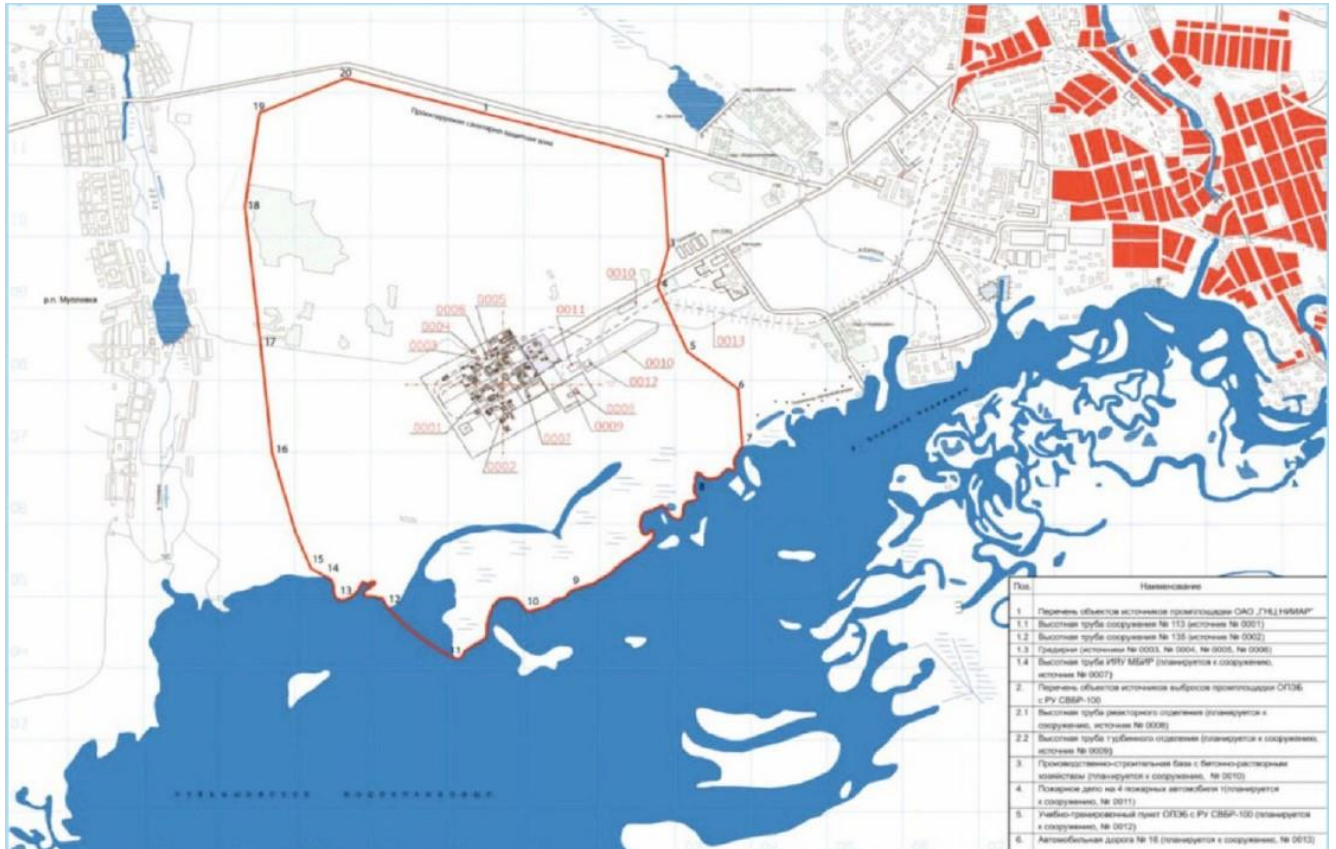 20
19
1
Проектируемая санитарно-защитная зона
2
18
3
0010
4
р.п. Мулловка
0005
0006
0011
0004
17
0003
0013
5
0010
0012
6
0008
0001
0009
0007
7
16
0002
8
15
14
9
13
12
10
11
Поз. Наименование
1 Перечень объектов источников промплощадки ОАО „ГНЦ НИИАР"
1.1 Высотная труба сооружения № 113 (источник № 0001)
1.2 Высотная труба сооружения № 135 (источник № 0002)
1.3 Градирни (источники № 0003, № 0004, № 0005, № 0006)
1.4 Высотная труба ИЯУ МБИР (планируется к сооружению,
источник № 0007)
2. Перечень объектов источников выбросов промплощадки ОПЭБ
с РУ СВБР-100
2.1 Высотная труба реакторного отделения (планируется к
сооружению, источник № 0008)
2.2 Высотная труба турбинного отделения (планируется к сооружению,
источник № 0009)
3. Производственно-строительная база с бетонно-растворным
хозяйством (планируется к сооружению, № 0010)
4. Пожарное депо на 4 пожарных автомобиля т(планируется
к сооружению, № 0011)
5. Учебно-тренировочный пункт ОПЭБ с РУ СВБР-100 (планируется
к сооружению, № 0012)
6. Автомобильная дорога № 16 (планируется к сооружению, № 0013)